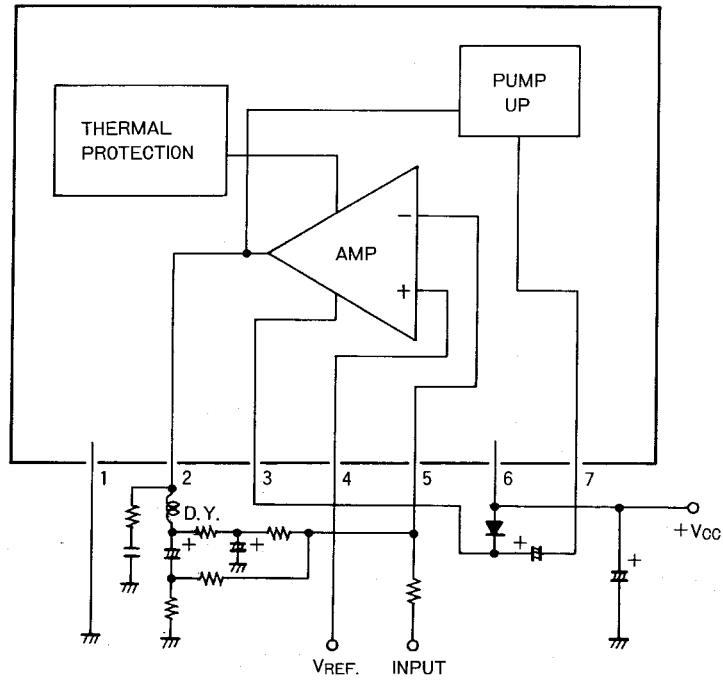 PUMP
UP
THERMAL
PROTECTION
−
AMP
+
1 2 3 4 5 6 7
D.Y.
+ + +
+VCC
+
VREF. INPUT